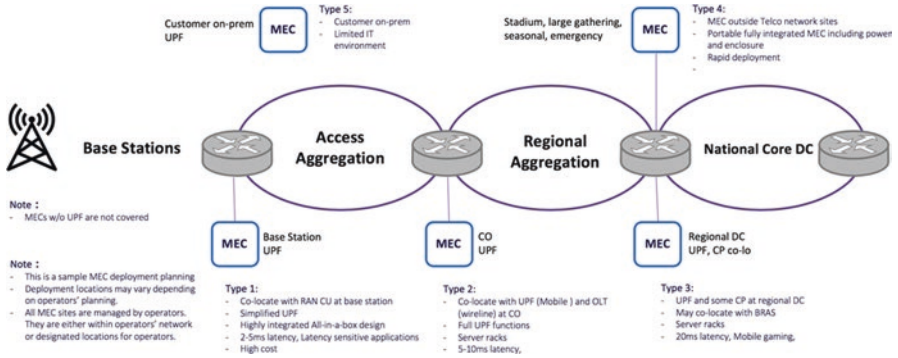 Customer on-prem
UPF
MEC
Type 5:
- Customer on-prem
- Limited IT
environment
Stadium, large gathering,
seasonal, emergency
MEC
Type 4:
- MEC outside Telco network sites
- Portable fully integrated MEC including power
and enclosure
- Rapid deployment
-
Base Stations
Access
Aggregation
Regional
Aggregation
National Core DC
Note：
- MECs w/o UPF are not covered
Note：
- This is a sample MEC deployment planning
- Deployment locations may vary depending
on operators' planning.
- All MEC sites are managed by operators.
They are either within operators' network
or designated locations for operators.
MEC
Base Station
UPF
Type 1:
- Co-locate with RAN CU at base station
- Simplified UPF
- Highly integrated All-in-a-box design
- 2-5ms latency, Latency sensitive applications
- High cost
MEC
CO
UPF
Type 2:
- Co-locate with UPF (Mobile ) and OLT
(wireline) at CO
- Full UPF functions
- Server racks
- 5-10ms latency,
MEC
Regional DC
UPF, CP co-lo
Type 3:
- UPF and some CP at regional DC
- May co-locate with BRAS
- Server racks
- 20ms latency, Mobile gaming,